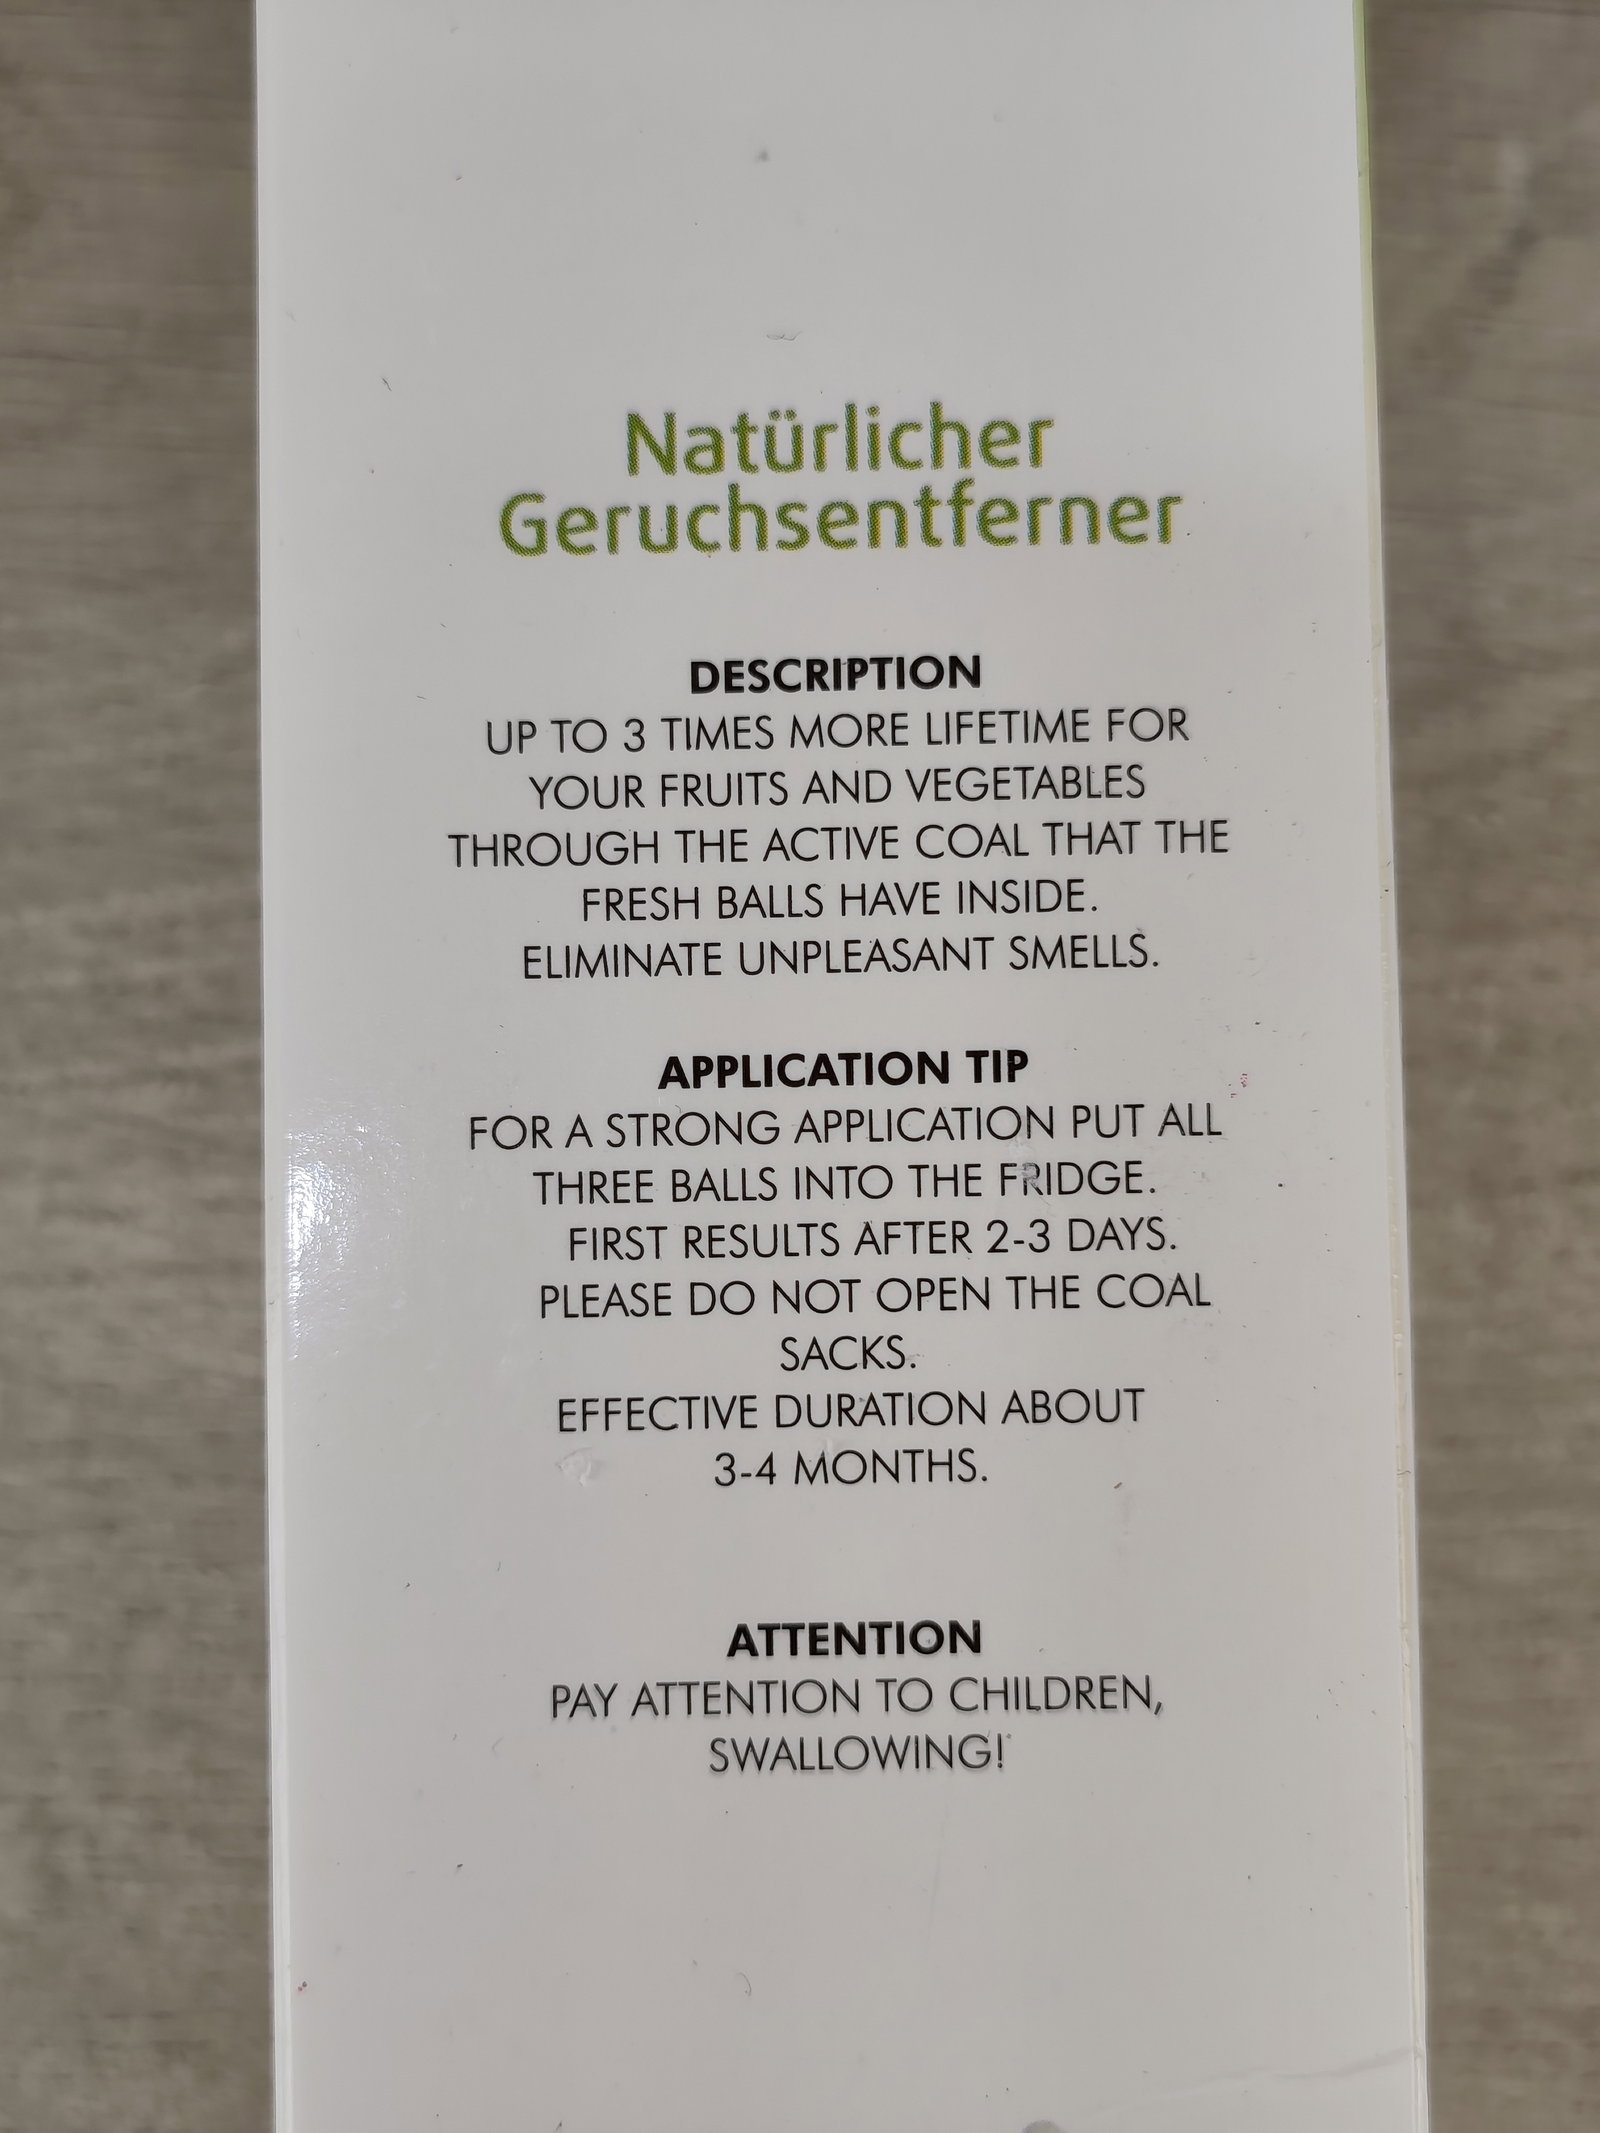 Natürlicher
Geruchsentferner
DESCRIPTION
UP TO 3 TIMES MORE LIFETIME FOR
YOUR FRUITS AND VEGETABLES
THROUGH THE ACTIVE COAL THAT THE
FRESH BALLS HAVE INSIDE.
ELIMINATE UNPLEASANT SMELLS.
APPLICATION TIP
FOR A STRONG APPLICATION PUT ALL
THREE BALLS INTO THE FRIDGE.
FIRST RESULTS AFTER 2-3 DAYS.
PLEASE DO NOT OPEN THE COAL
SACKS.
EFFECTIVE DURATION ABOUT
3-4 MONTHS.
ATTENTION
PAY ATTENTION TO CHILDREN,
SWALLOWING!